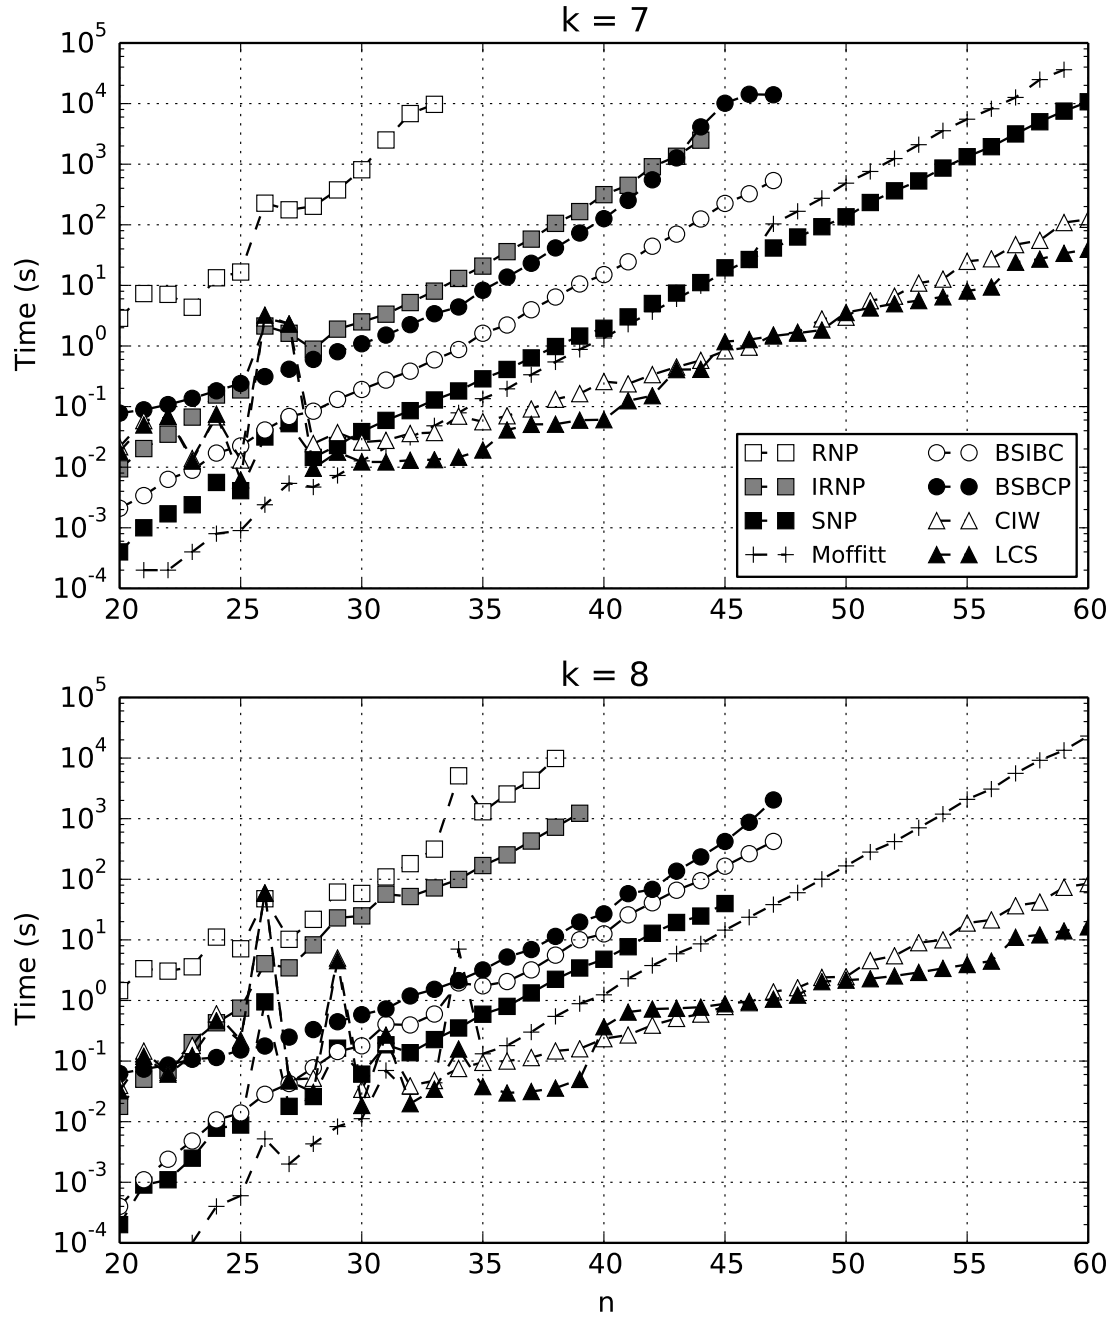 k = 7
Time (s)
10^5
10^4
10^3
10^2
10^1
10^0
10^-1
10^-2
10^-3
10^-4
RNP BSIBC
IRNP BSBCP
SNP CIW
Moffitt LCS
20 25 30 35 40 45 50 55 60
k = 8
Time (s)
10^5
10^4
10^3
10^2
10^1
10^0
10^-1
10^-2
10^-3
10^-4
20 25 30 35 40 45 50 55 60
n